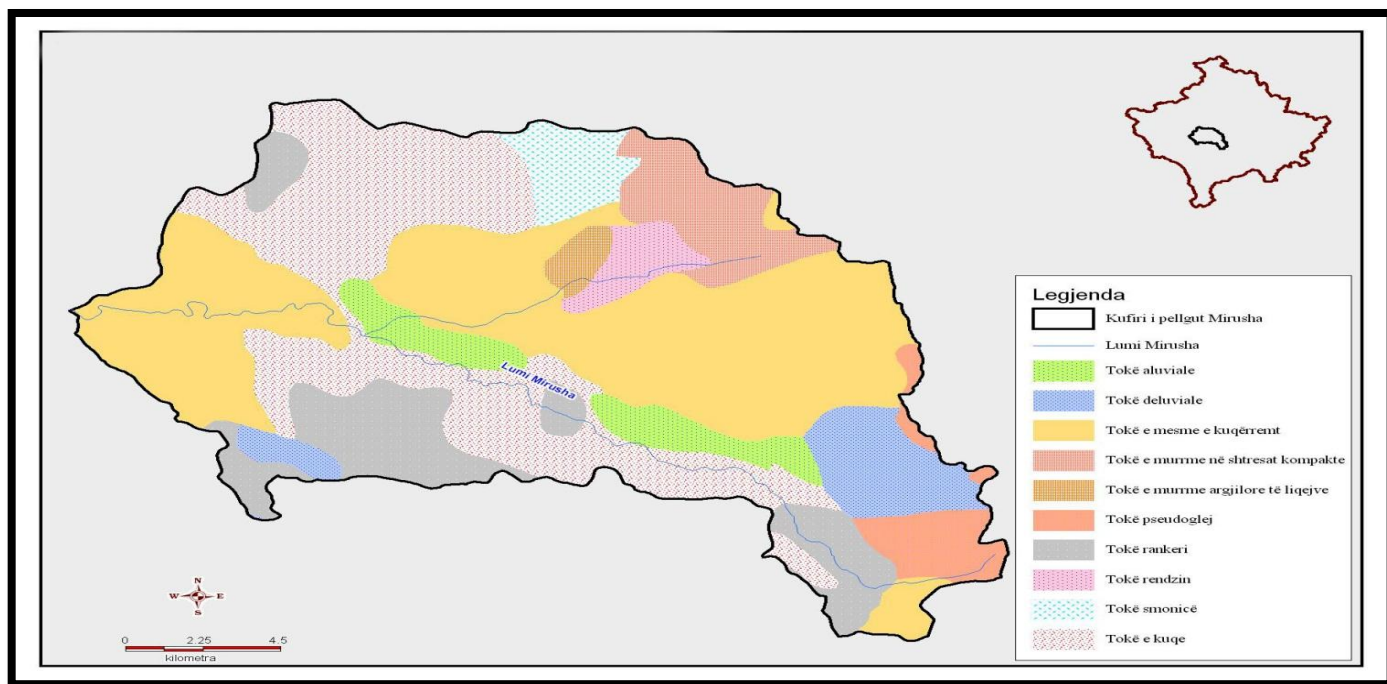 Legjenda
Kufiri i pellgut Mirusha
Lumi Mirusha
Tokë aluviale
Tokë deluviale
Tokë e mesme e kuqërremt
Tokë e murrme në shtresat kompakte
Tokë e murrme argjilore të liqejve
Tokë pseudoglej
Tokë rankeri
Tokë rendzin
Tokë smonicë
Tokë e kuqe
Lumi Mirusha
N
W E
S
0 2.25 4.5
kilometra